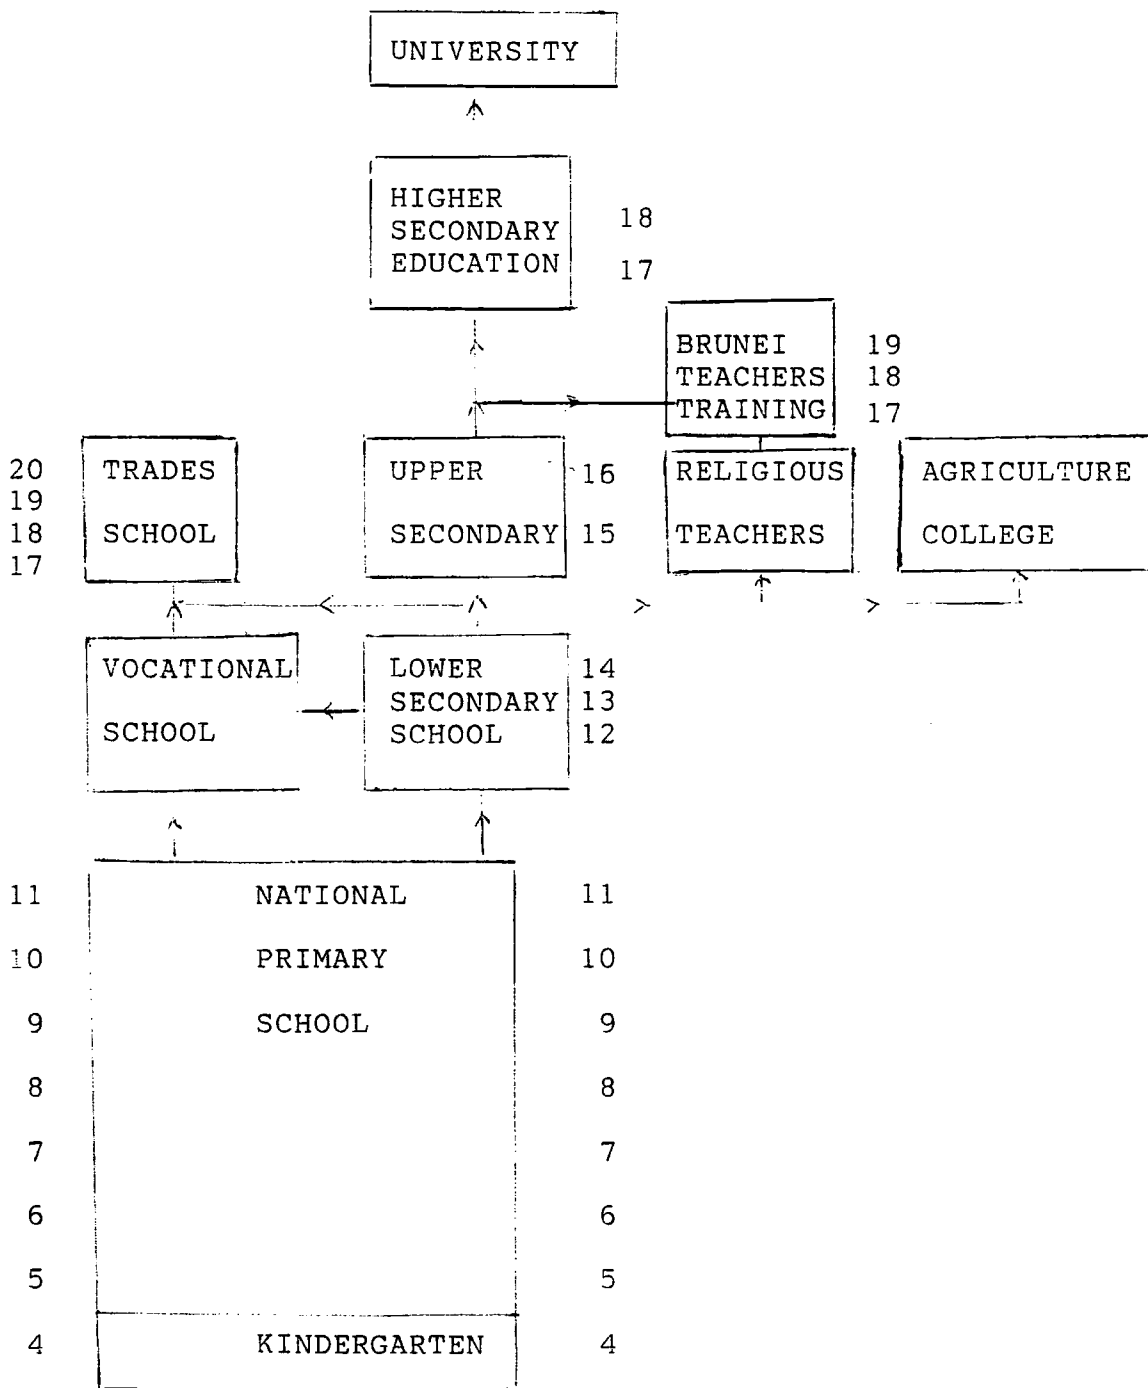 UNIVERSITY
HIGHER
SECONDARY 18
EDUCATION 17
BRUNEI 19
TEACHERS 18
TRAINING 17
20 TRADES UPPER 16 RELIGIOUS AGRICULTURE
19
18 SCHOOL SECONDARY 15 TEACHERS COLLEGE
17
VOCATIONAL LOWER 14
SECONDARY 13
SCHOOL SCHOOL 12
11 NATIONAL 11
10 PRIMARY 10
9 SCHOOL 9
8 8
7 7
6 6
5 5
4 KINDERGARTEN 4